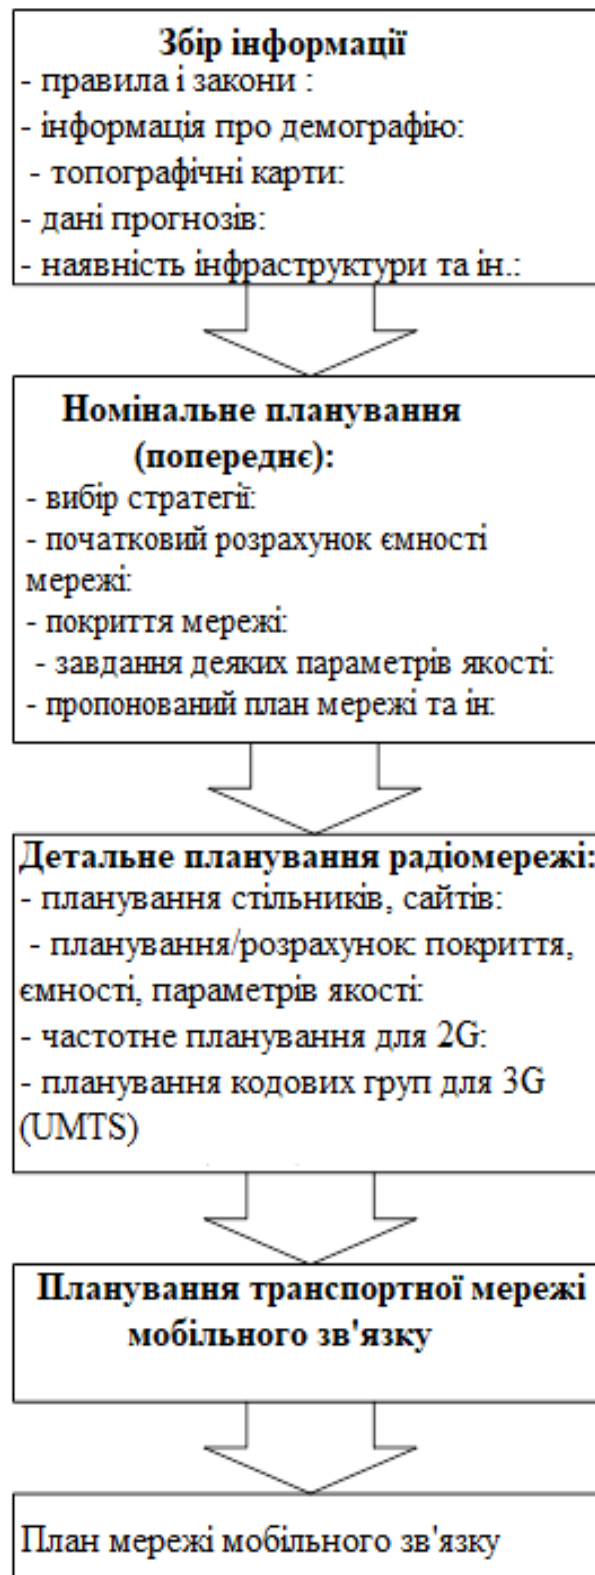 Збір інформації
- правила і закони :
- інформація про демографію:
- топографічні карти:
- дані прогнозів:
- наявність інфраструктури та ін.:
Номінальне планування
(попереднє):
- вибір стратегії:
- початковий розрахунок ємності
мережі:
- покриття мережі:
- завдання деяких параметрів якості:
- пропонований план мережі та ін:
Детальне планування радіомережі:
- планування стільників, сайтів:
- планування/розрахунок: покриття,
ємності, параметрів якості:
- частотне планування для 2G:
- планування кодових груп для 3G
(UMTS)
Планування транспортної мережі
мобільного зв'язку
План мережі мобільного зв'язку